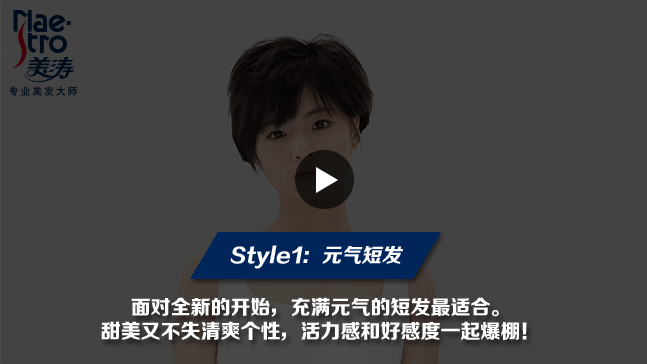 Mae-
stro
美涛
专业美发大师
Style1: 元气短发
面对全新的开始，充满元气的短发最适合。
甜美又不失清爽个性，活力感和好感度一起爆棚！